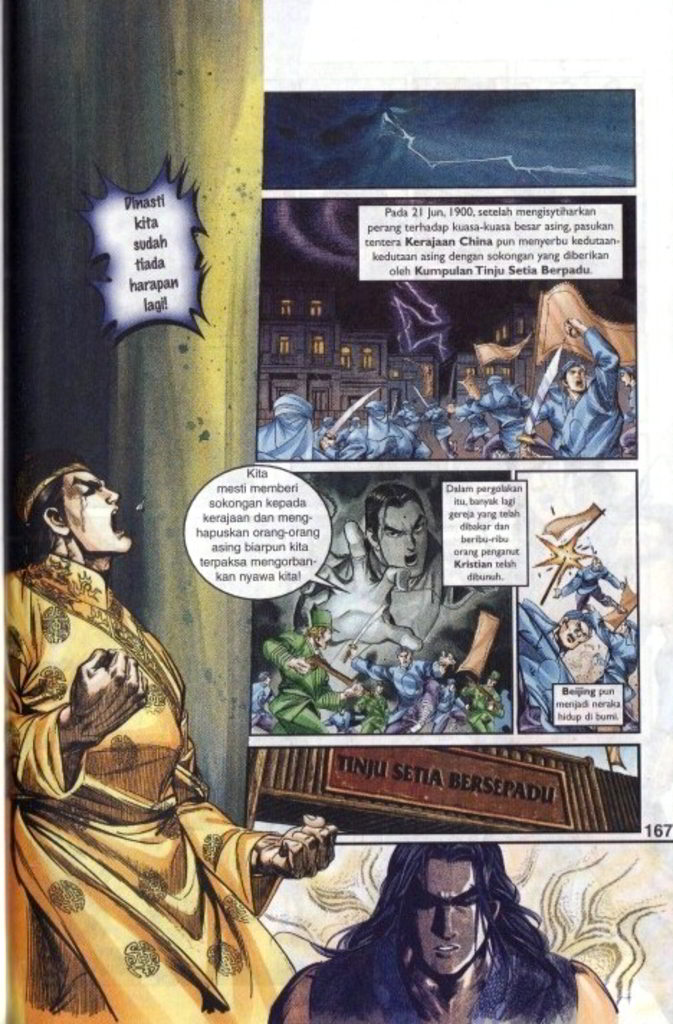 Dinasti
kita
sudah
tiada
harapan
lagi!
Pada 21 Jun, 1900, setelah mengisytiharkan
perang terhadap kuasa-kuasa besar asing, pasukan
tentera Kerajaan China pun menyerbu kedutaan-
kedutaan asing dengan sokongan yang diberikan
oleh Kumpulan Tinju Setia Berpadu.
Kita
mesti memberi
sokongan kepada
kerajaan dan meng-
hapuskan orang-orang
asing biarpun kita
terpaksa mengorban-
kan nyawa kita!
Dalam pergolakan
itu, banyak lagi
gereja yang telah
dibakar dan
beribu-ribu
orang penganut
Kristian telah
dibunuh.
Beijing pun
menjadi neraka
hidup di bumi.
TINJU SETIA BERSEPADU
167